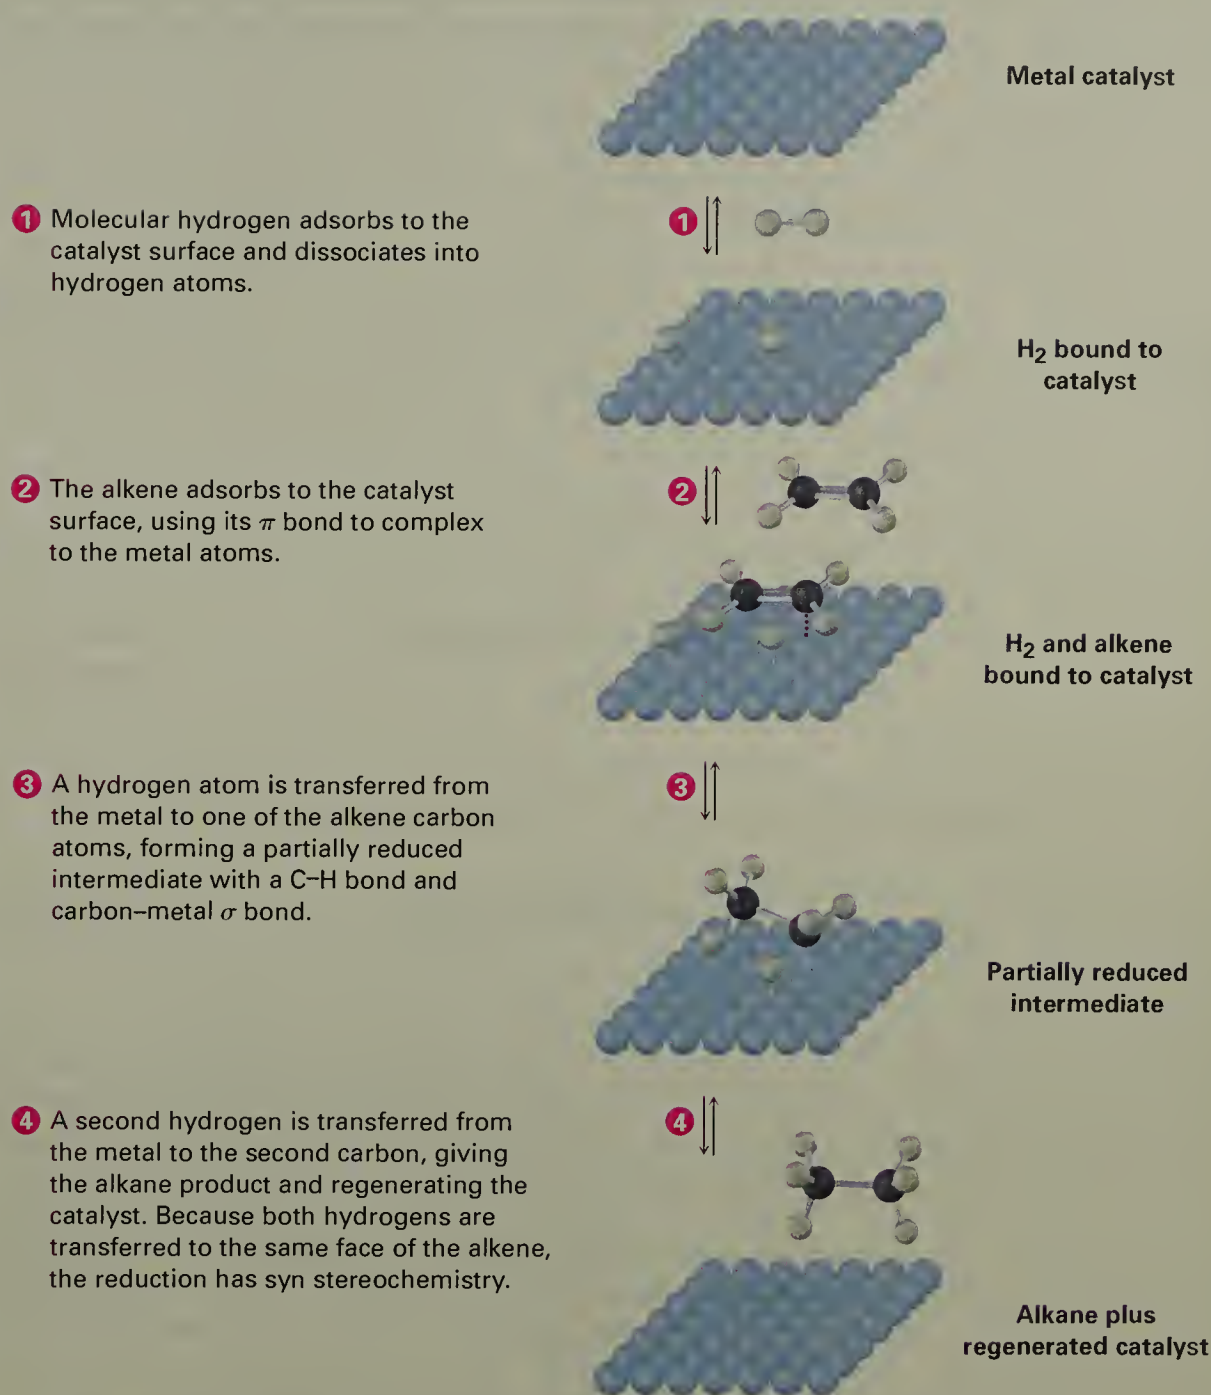 Metal catalyst
1 Molecular hydrogen adsorbs to the
catalyst surface and dissociates into
hydrogen atoms.
1
H2 bound to
catalyst
2 The alkene adsorbs to the catalyst
surface, using its π bond to complex
to the metal atoms.
2
H2 and alkene
bound to catalyst
3 A hydrogen atom is transferred from
the metal to one of the alkene carbon
atoms, forming a partially reduced
intermediate with a C–H bond and
carbon–metal σ bond.
3
Partially reduced
intermediate
4 A second hydrogen is transferred from
the metal to the second carbon, giving
the alkane product and regenerating the
catalyst. Because both hydrogens are
transferred to the same face of the alkene,
the reduction has syn stereochemistry.
4
Alkane plus
regenerated catalyst